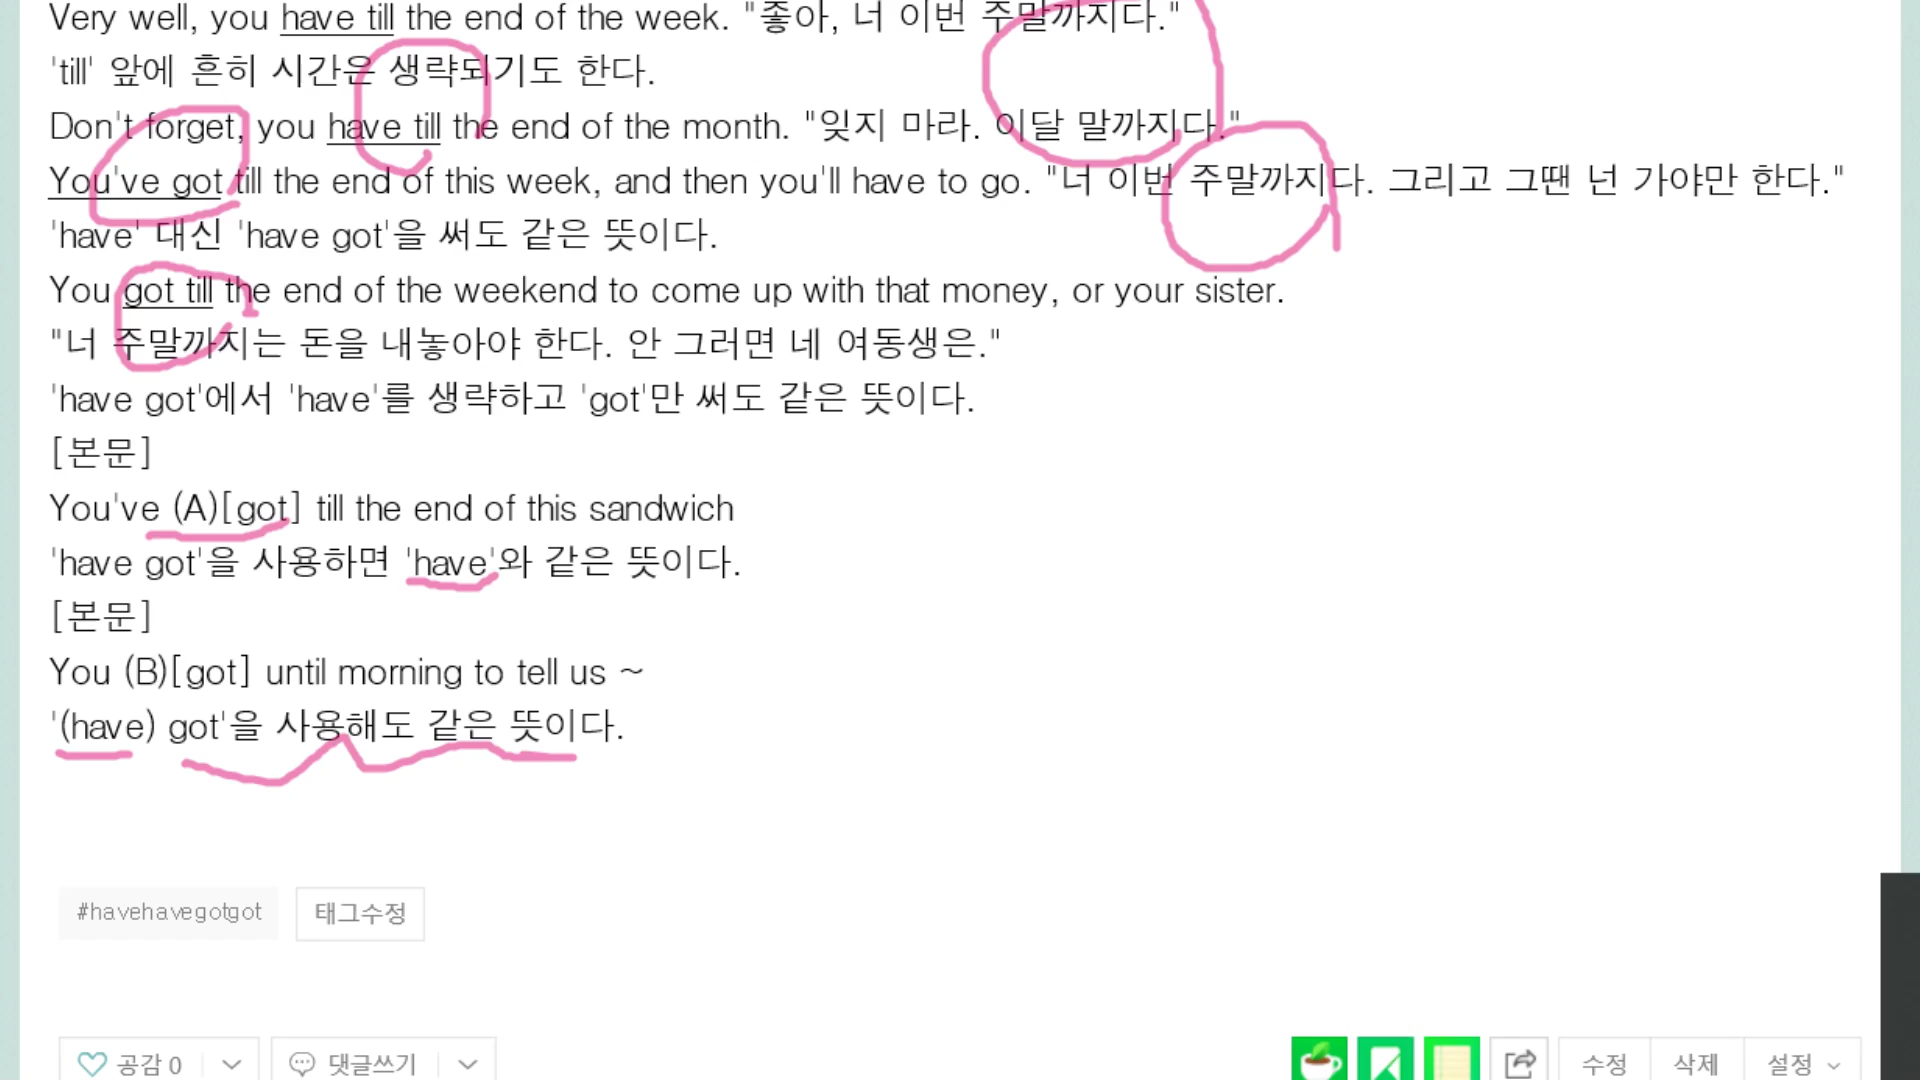 Very well, you have till the end of the week. "좋아, 너 이번 주말까지다."
'till' 앞에 흔히 시간은 생략되기도 한다.
Don't forget, you have till the end of the month. "잊지 마라. 이달 말까지다."
You've got till the end of this week, and then you'll have to go. "너 이번 주말까지다. 그리고 그땐 넌 가야만 한다."
'have' 대신 'have got'을 써도 같은 뜻이다.
You got till the end of the weekend to come up with that money, or your sister.
"너 주말까지는 돈을 내놓아야 한다. 안 그러면 네 여동생은."
'have got'에서 'have'를 생략하고 'got'만 써도 같은 뜻이다.
[본문]
You've (A)[got] till the end of this sandwich
'have got'을 사용하면 'have'와 같은 뜻이다.
[본문]
You (B)[got] until morning to tell us ~
'(have) got'을 사용해도 같은 뜻이다.
#havehavegotgot 태그수정
공감 0 댓글쓰기 수정 삭제 설정